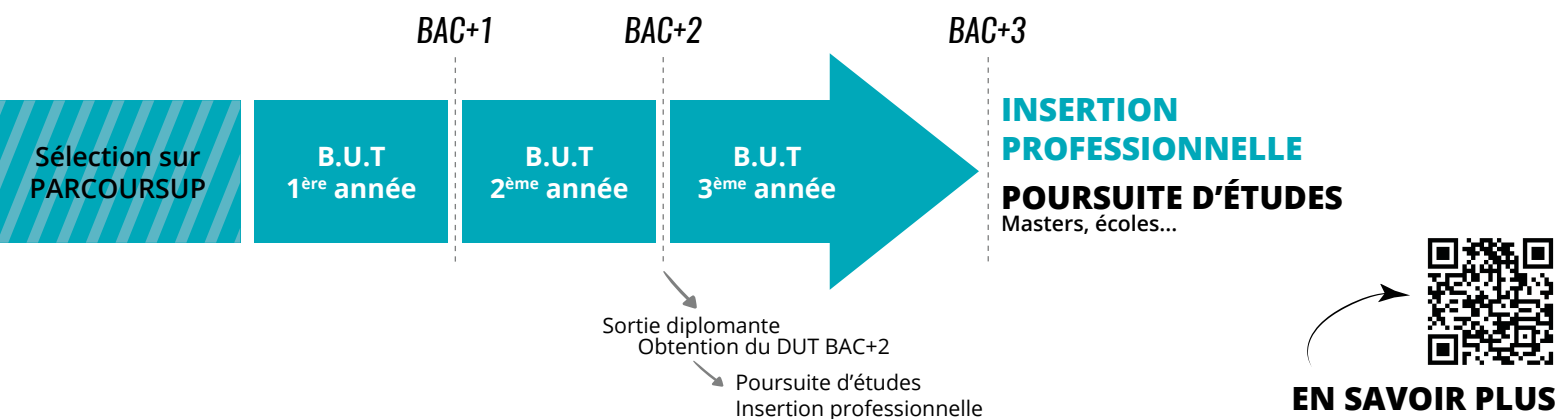 BAC+1
BAC+2
BAC+3
Sélection sur
PARCOURSUP
B.U.T
1ère année
B.U.T
2ème année
B.U.T
3ème année
INSERTION
PROFESSIONNELLE
POURSUITE D’ÉTUDES
Masters, écoles...
Sortie diplomante
Obtention du DUT BAC+2
Poursuite d’études
Insertion professionnelle
EN SAVOIR PLUS